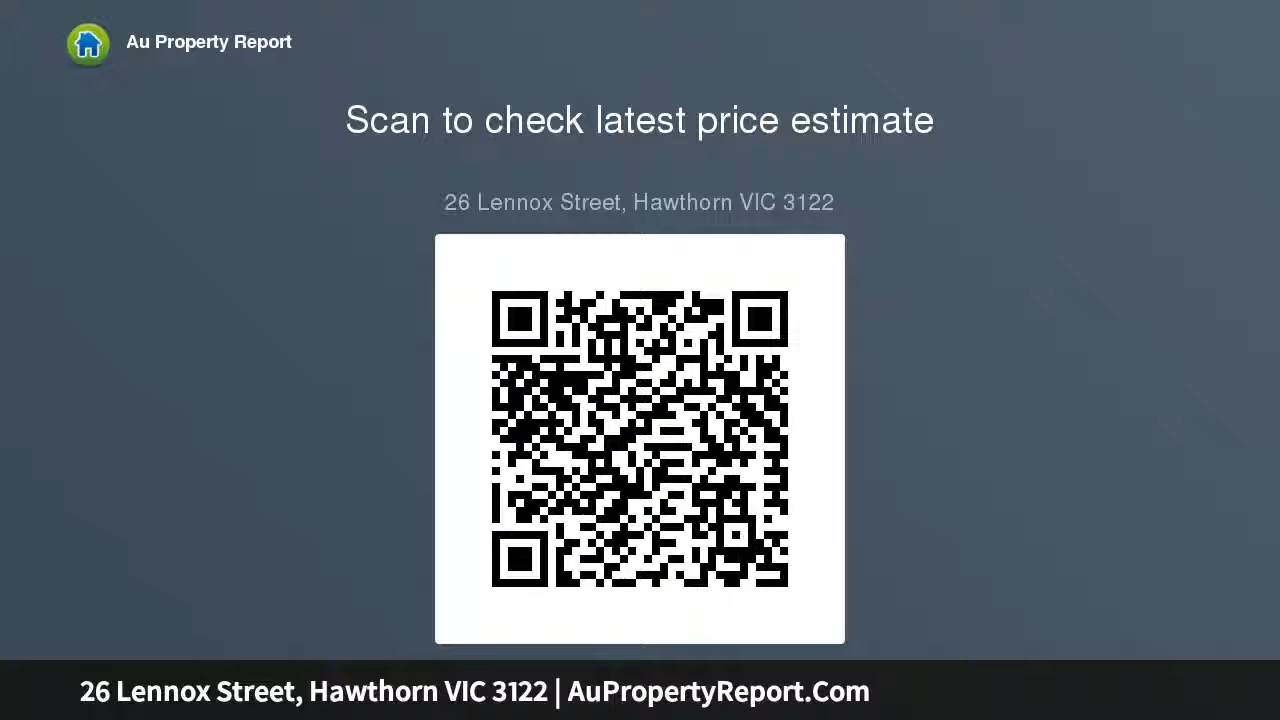 Au Property Report
Scan to check latest price estimate
26 Lennox Street, Hawthorn VIC 3122
26 Lennox Street, Hawthorn VIC 3122 | AuPropertyReport.Com